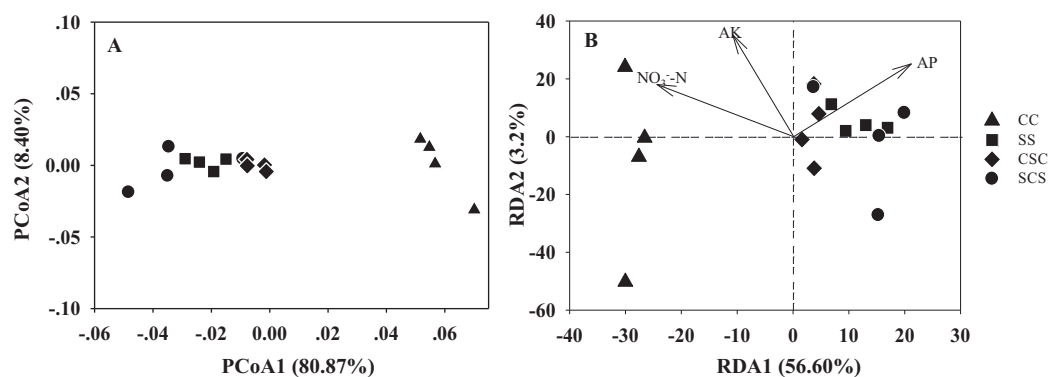 A
.10
.05
0.00
-.05
-.10
-.06
-.04
-.02
0.00
.02
.04
.06
PCoA1 (80.87%)
PCoA2 (8.40%)
B
AK
NO₃⁻-N
AP
40
20
0
-20
-40
-60
-40
-30
-20
-10
0
10
20
30
RDA1 (56.60%)
RDA2 (3.2%)
CC
SS
CSC
SCS